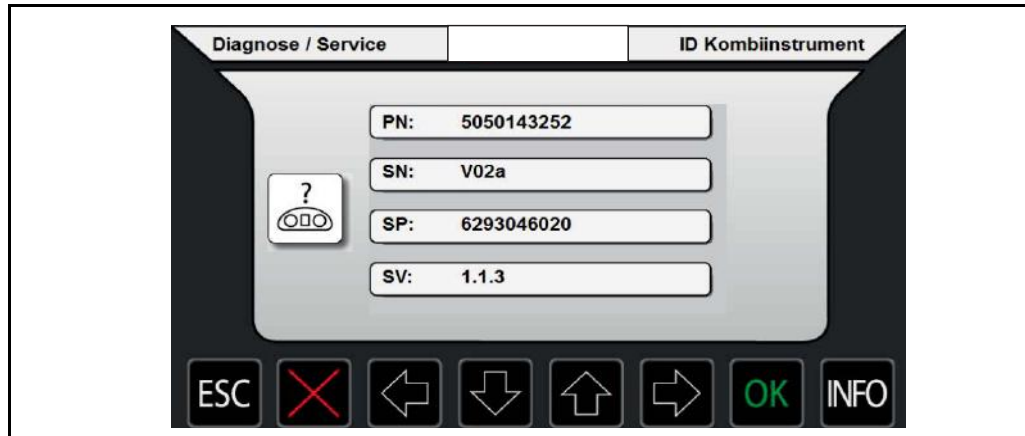 Diagnose / Service
ID Kombiinstrument
PN: 5050143252
SN: V02a
?
SP: 6293046020
SV: 1.1.3
ESC OK INFO